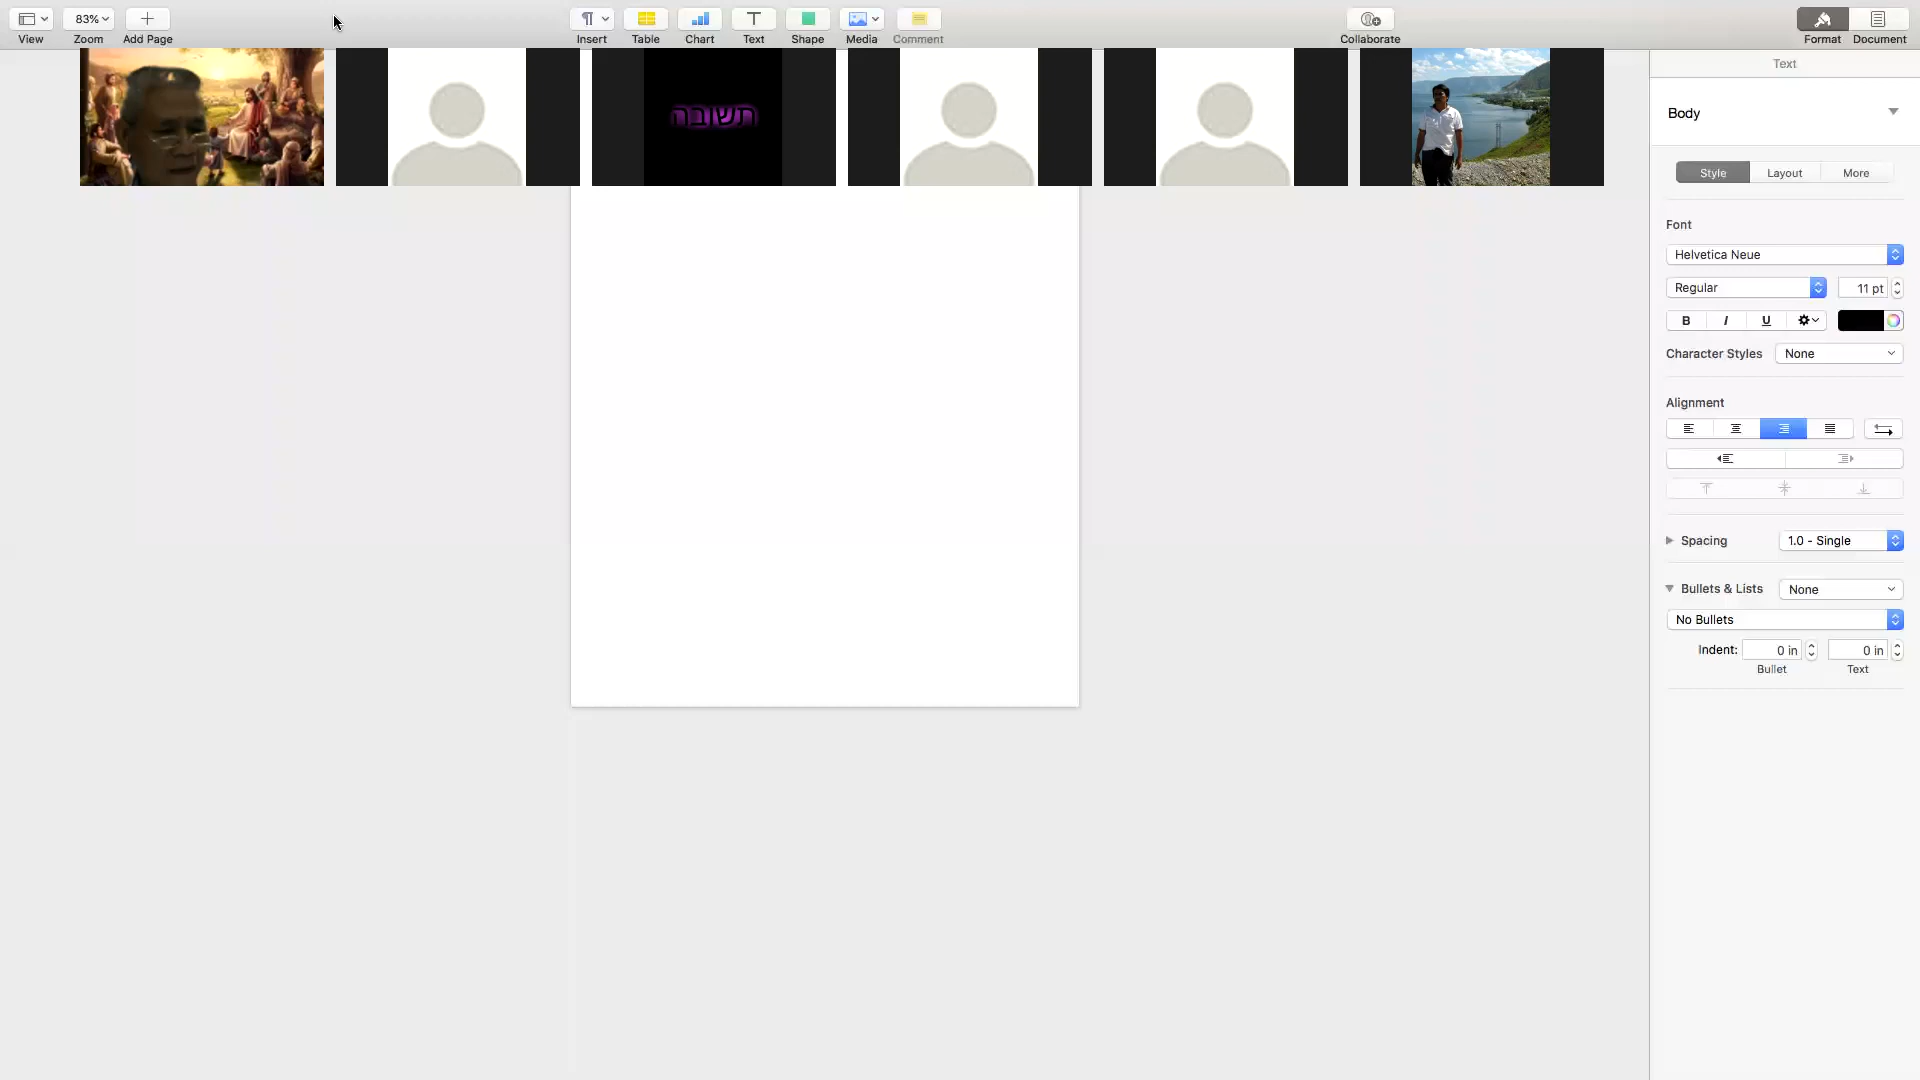 83%
View
Zoom
Add Page
Insert
Table
Chart
Text
Shape
Media
Comment
Collaborate
Format
Document
תשובה
Text
Body
Style
Layout
More
Font
Helvetica Neue
Regular
11 pt
B I U
Character Styles
None
Alignment
Spacing
1.0 - Single
Bullets & Lists
None
No Bullets
Indent:
0 in
0 in
Bullet
Text